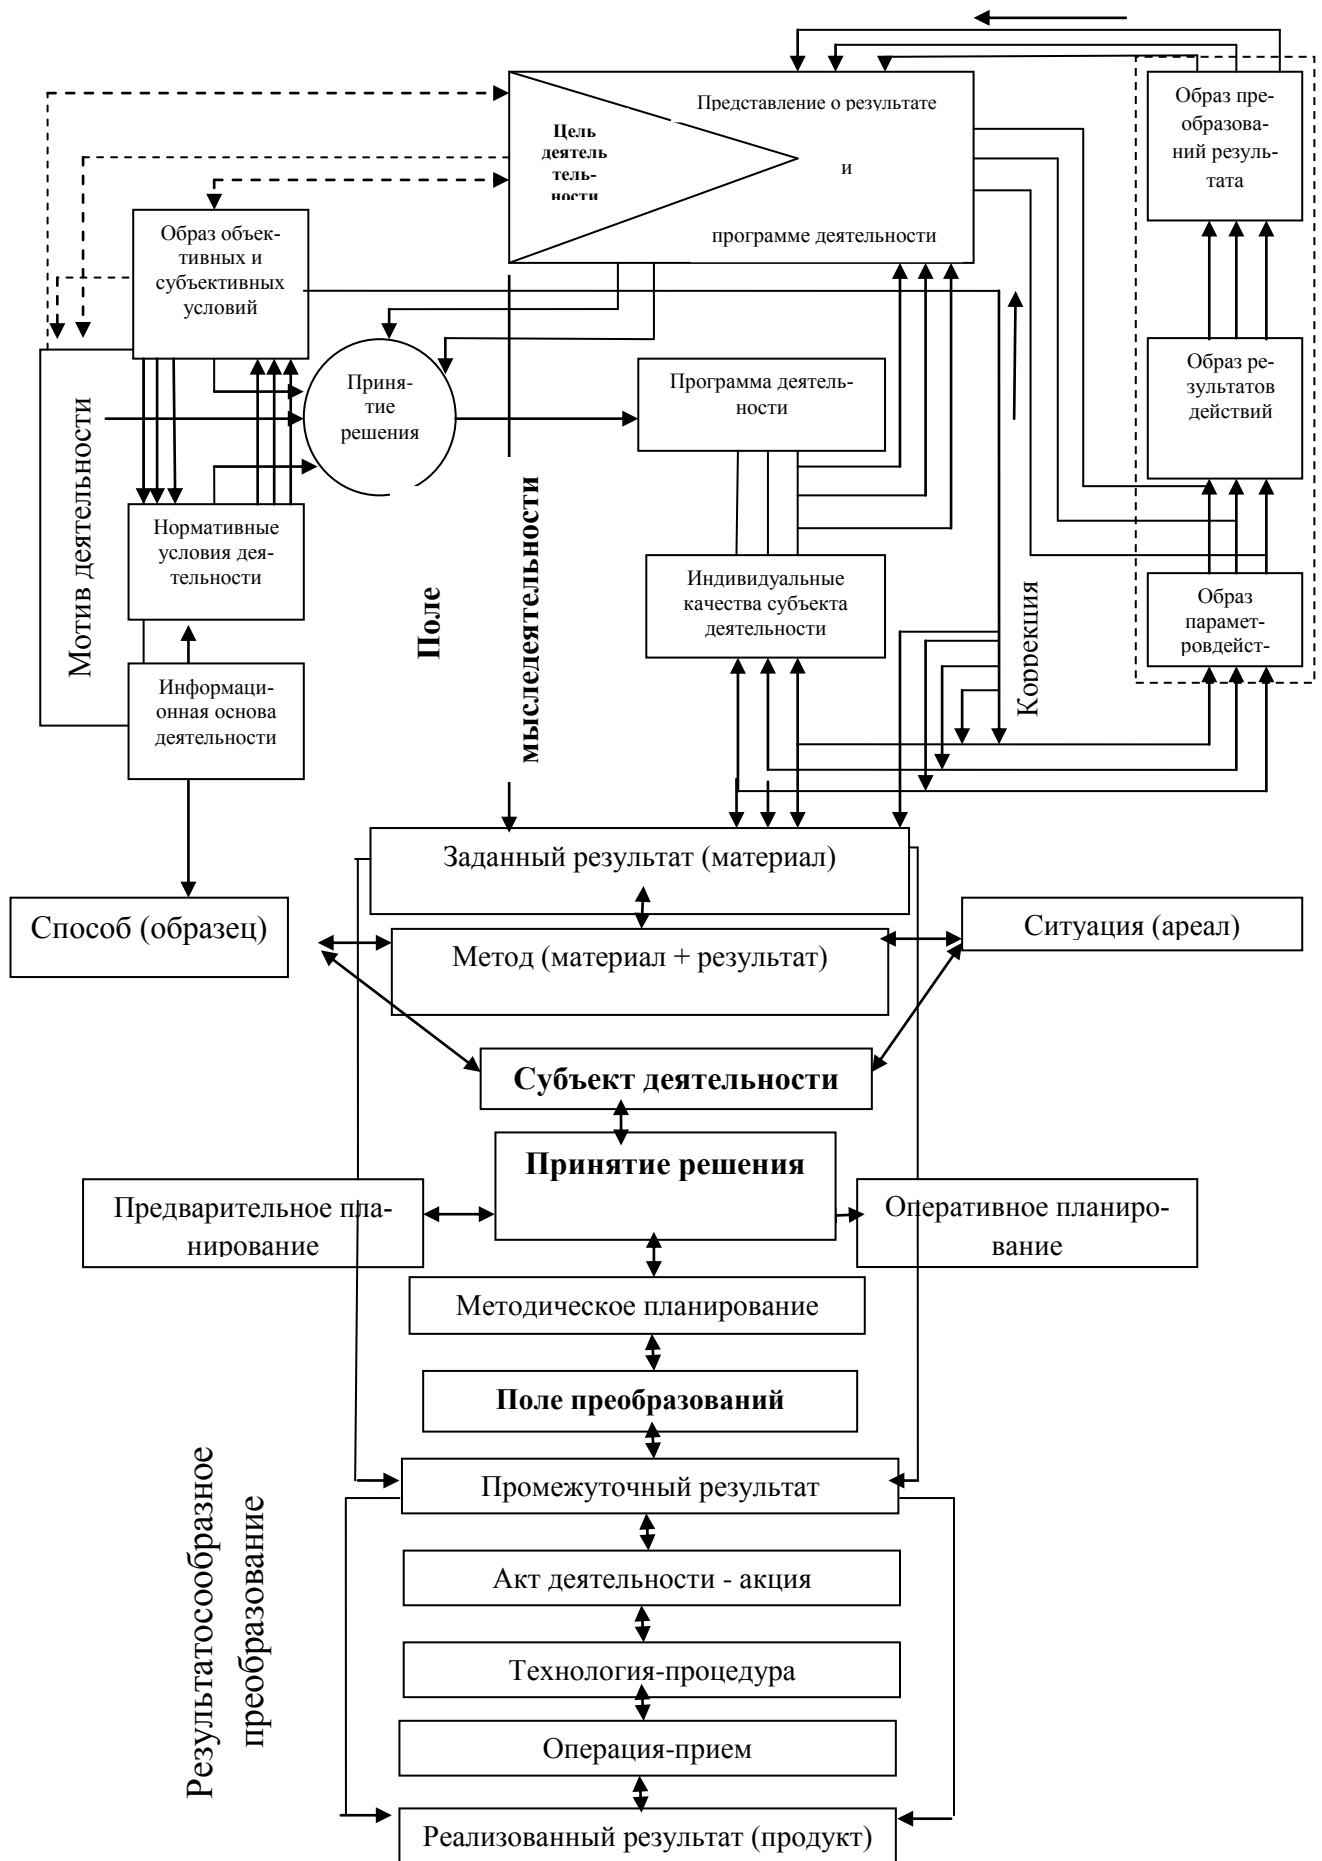 Представление о результате
и
программе деятельности
Цель
деятель
тель-
ности
Образ пре-
образова-
ний резуль-
тата
Образ объек-
тивных и
субъективных
условий
Приня-
тие
решения
Программа деятель-
ности
Образ ре-
зультатов
действий
Мотив деятельности
Нормативные
условия дея-
тельности
Поле
мыследеятельности
Индивидуальные
качества субъекта
деятельности
Коррекция
Образ
парамет-
ровдейст-
Информаци-
онная основа
деятельности
Заданный результат (материал)
Способ (образец)
Метод (материал + результат)
Ситуация (ареал)
Субъект деятельности
Принятие решения
Предварительное пла-
нирование
Оперативное планиро-
вание
Методическое планирование
Поле преобразований
Результатосообразное
преобразование
Промежуточный результат
Акт деятельности - акция
Технология-процедура
Операция-прием
Реализованный результат (продукт)